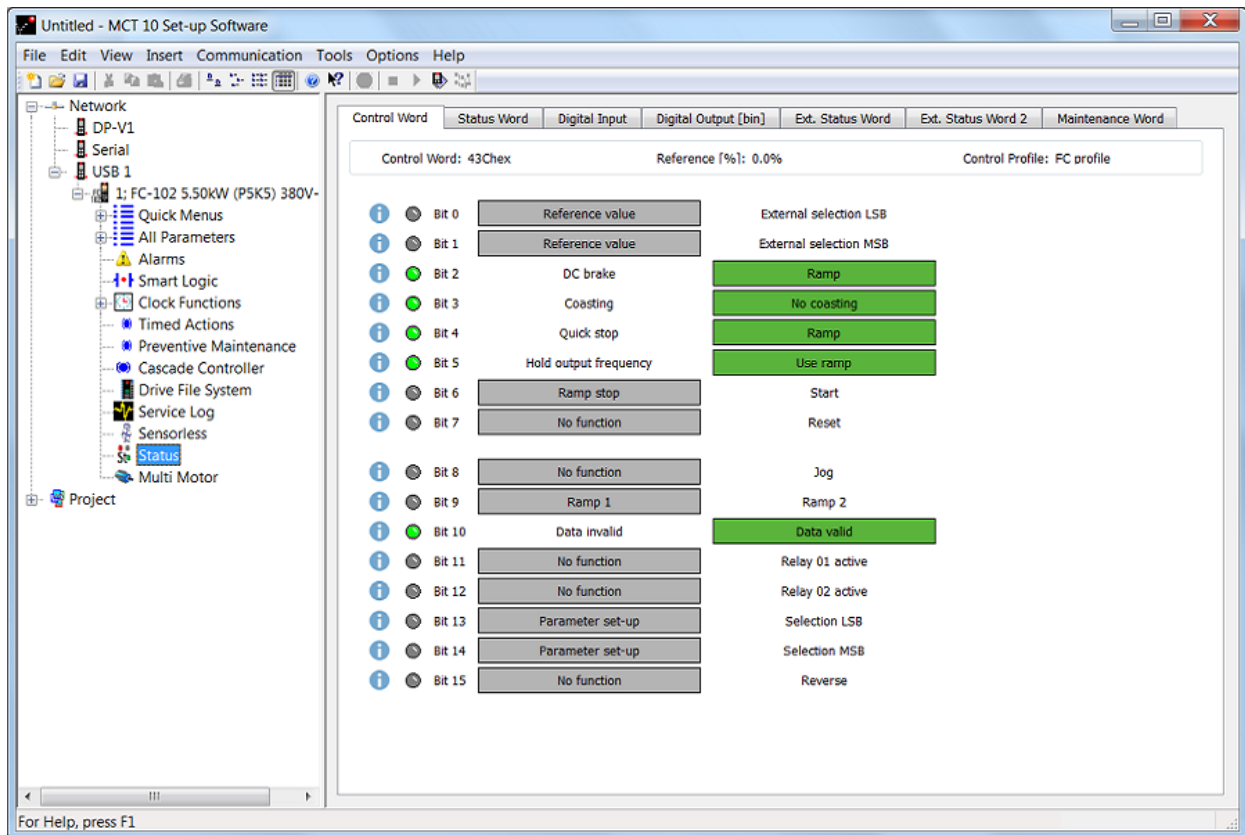 Untitled - MCT 10 Set-up Software
File Edit View Insert Communication Tools Options Help
Network
DP-V1
Serial
USB 1
1; FC-102 5.50kW (P5K5) 380V-
Quick Menus
All Parameters
Alarms
Smart Logic
Clock Functions
Timed Actions
Preventive Maintenance
Cascade Controller
Drive File System
Service Log
Sensorless
Status
Multi Motor
Project
Control Word Status Word Digital Input Digital Output [bin] Ext. Status Word Ext. Status Word 2 Maintenance Word
Control Word: 43Chex Reference [%]: 0.0% Control Profile: FC profile
Bit 0 Reference value External selection LSB
Bit 1 Reference value External selection MSB
Bit 2 DC brake Ramp
Bit 3 Coasting No coasting
Bit 4 Quick stop Ramp
Bit 5 Hold output frequency Use ramp
Bit 6 Ramp stop Start
Bit 7 No function Reset
Bit 8 No function Jog
Bit 9 Ramp 1 Ramp 2
Bit 10 Data invalid Data valid
Bit 11 No function Relay 01 active
Bit 12 No function Relay 02 active
Bit 13 Parameter set-up Selection LSB
Bit 14 Parameter set-up Selection MSB
Bit 15 No function Reverse
For Help, press F1